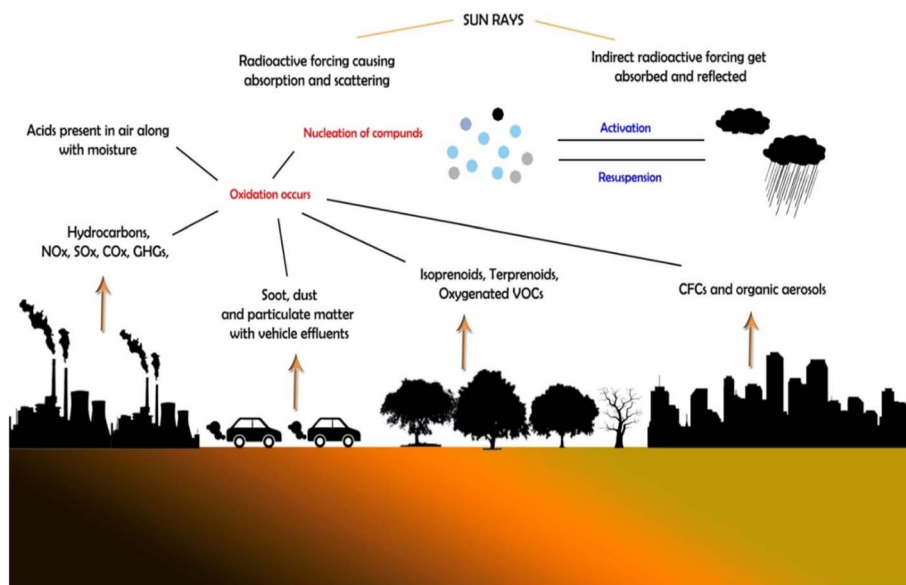 SUN RAYS
Radioactive forcing causing
absorption and scattering
Indirect radioactive forcing get
absorbed and reflected
Acids present in air along
with moisture
Nucleation of compunds
Activation
Resuspension
Oxidation occurs
Hydrocarbons,
NOx, SOx, COx, GHGs,
Soot, dust
and particulate matter
with vehicle effluents
Isoprenoids, Terprenoids,
Oxygenated VOCs
CFCs and organic aerosols